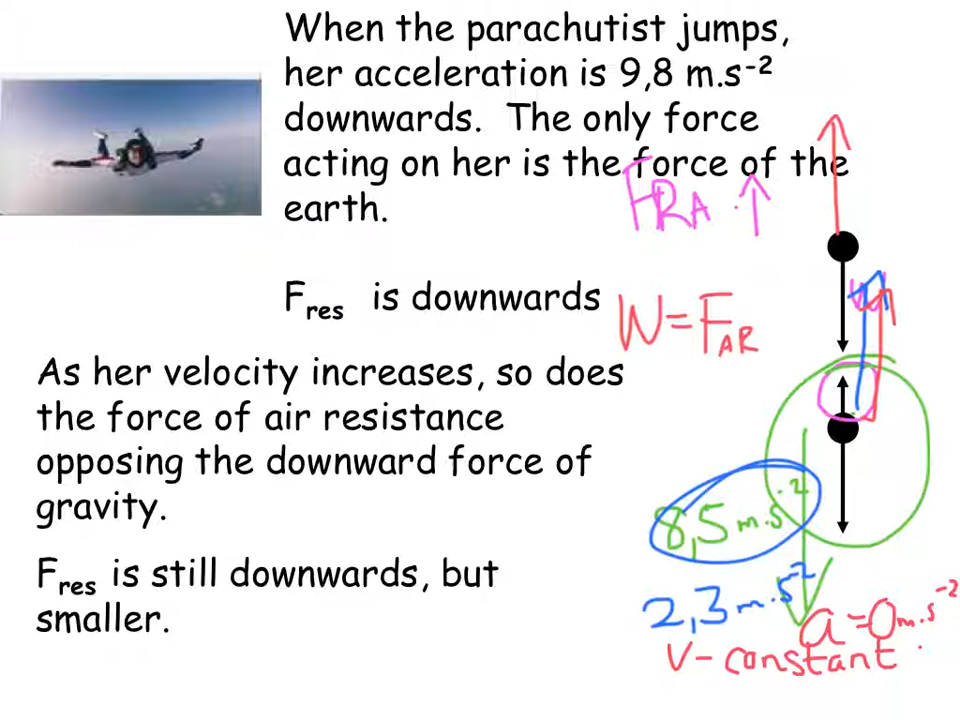 When the parachutist jumps,
her acceleration is 9,8 m.s⁻²
downwards. The only force
acting on her is the force of the
earth.
FRA
Fres is downwards
W = FAR
As her velocity increases, so does
the force of air resistance
opposing the downward force of
gravity.
8,5 m.s⁻²
Fres is still downwards, but
smaller.
2,3 m.s⁻²
a = 0 m.s⁻²
v - constant.